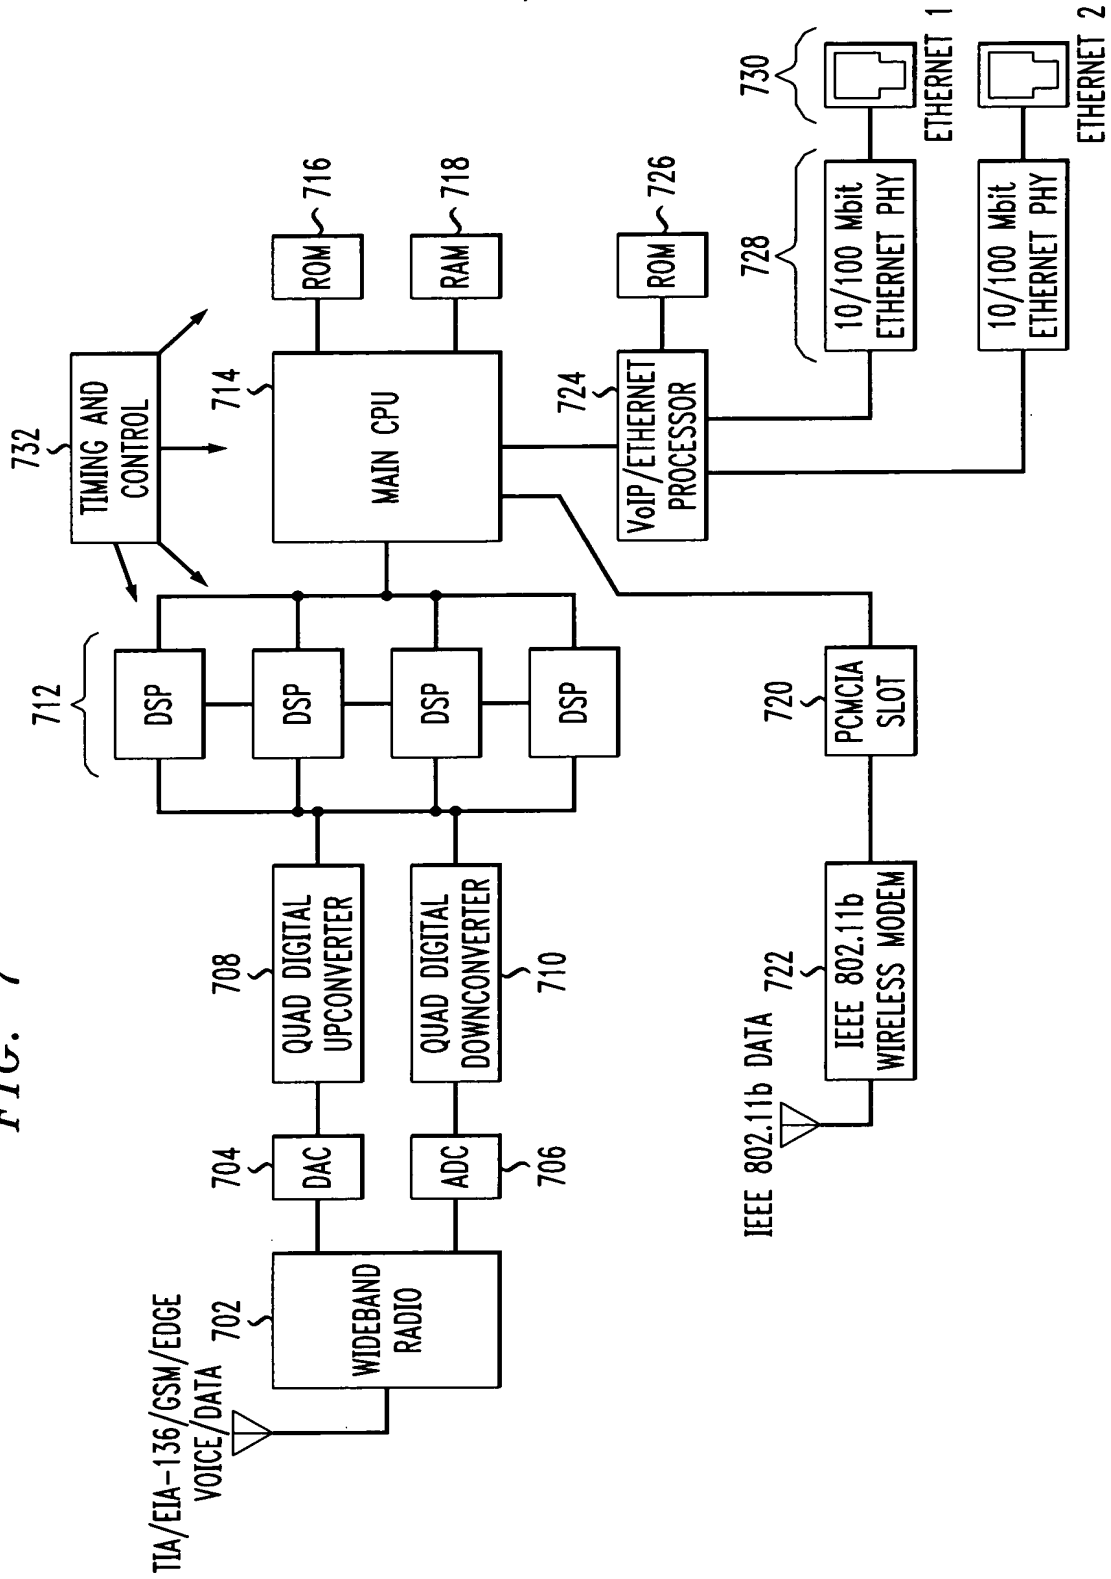 FIG. 7
TIA/EIA-136/GSM/EDGE
VOICE/DATA
702
WIDEBAND
RADIO
704
DAC
ADC
706
708
QUAD DIGITAL
UPCONVERTER
QUAD DIGITAL
DOWNCONVERTER
710
712
DSP
DSP
DSP
DSP
732
TIMING AND
CONTROL
714
MAIN CPU
ROM
716
RAM
718
724
VoIP/ETHERNET
PROCESSOR
ROM
726
728
10/100 Mbit
ETHERNET PHY
10/100 Mbit
ETHERNET PHY
730
ETHERNET 1
ETHERNET 2
720
PCMCIA
SLOT
722
IEEE 802.11b
WIRELESS MODEM
IEEE 802.11b DATA